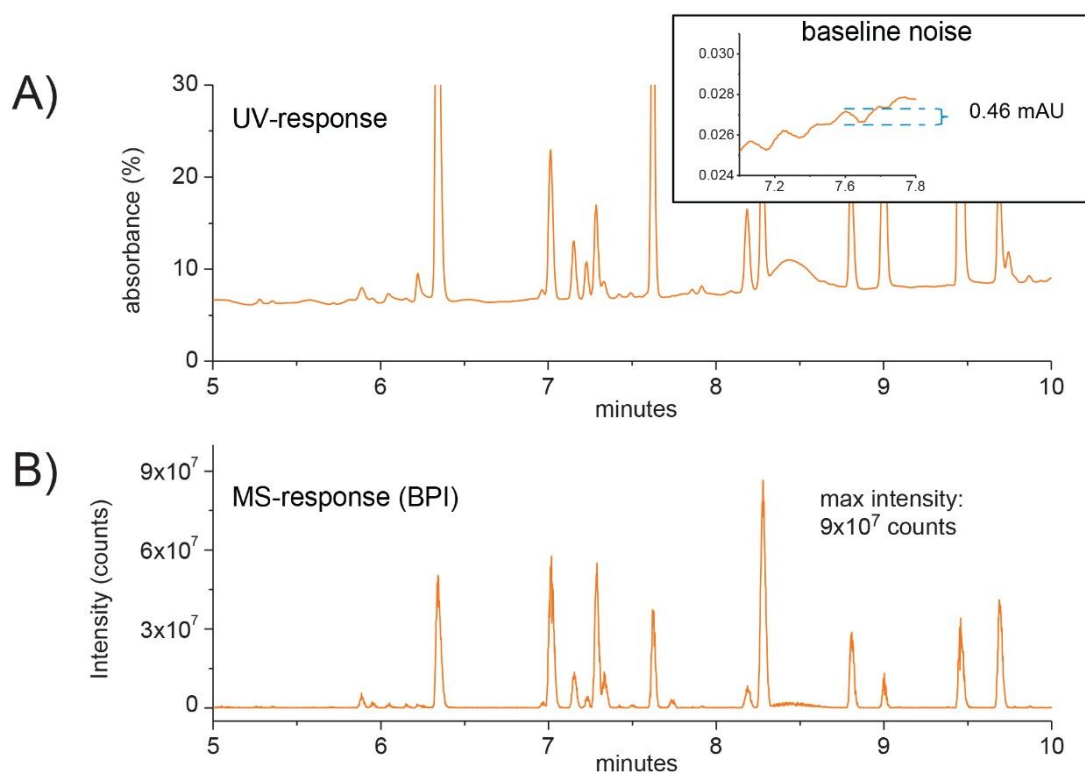 baseline noise
0.030
0.028
0.026
0.024
7.2
7.6
7.8
0.46 mAU
A)
UV-response
absorbance (%)
30
20
10
0
5
6
7
8
9
10
minutes
B)
MS-response (BPI)
max intensity:
9x10⁷ counts
Intensity (counts)
9x10⁷
6x10⁷
3x10⁷
0
5
6
7
8
9
10
minutes